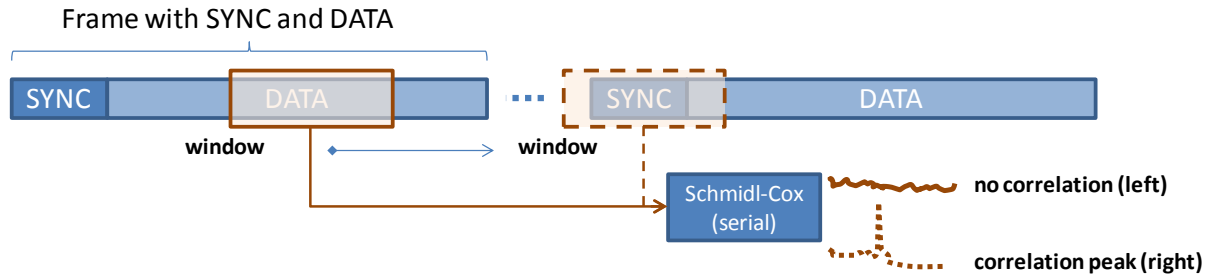 Frame with SYNC and DATA
SYNC
DATA
SYNC
DATA
window
window
Schmidl-Cox
(serial)
no correlation (left)
correlation peak (right)